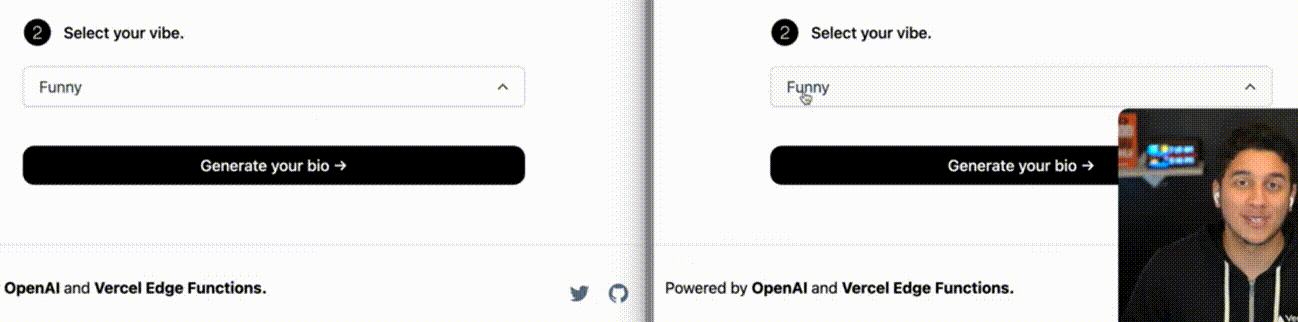 2 Select your vibe.
Funny
Generate your bio →
OpenAI and Vercel Edge Functions.
2 Select your vibe.
Funny
Generate your bio →
Powered by OpenAI and Vercel Edge Functions.